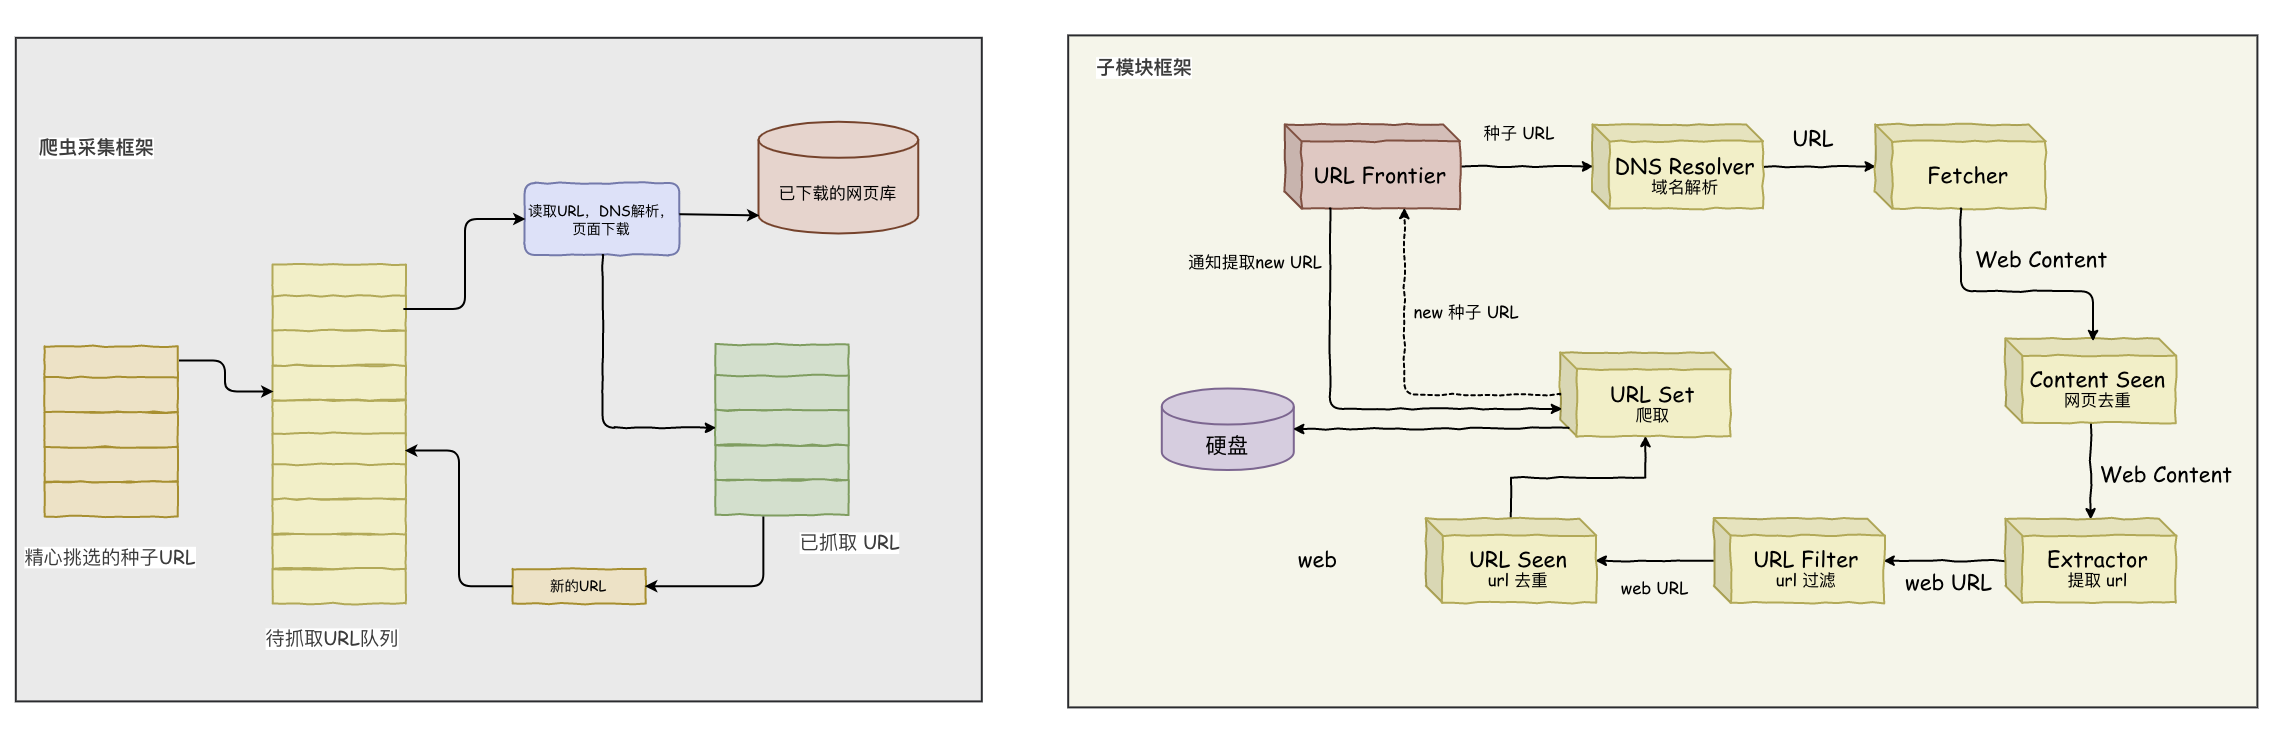 爬虫采集框架
已下载的网页库
读取URL，DNS解析，
页面下载
精心挑选的种子URL
已抓取 URL
新的URL
待抓取URL队列
子模块框架
URL Frontier
种子 URL
DNS Resolver
域名解析
URL
Fetcher
通知提取new URL
Web Content
new 种子 URL
URL Set
爬取
Content Seen
网页去重
硬盘
Web Content
web
URL Seen
url 去重
web URL
URL Filter
url 过滤
web URL
Extractor
提取 url